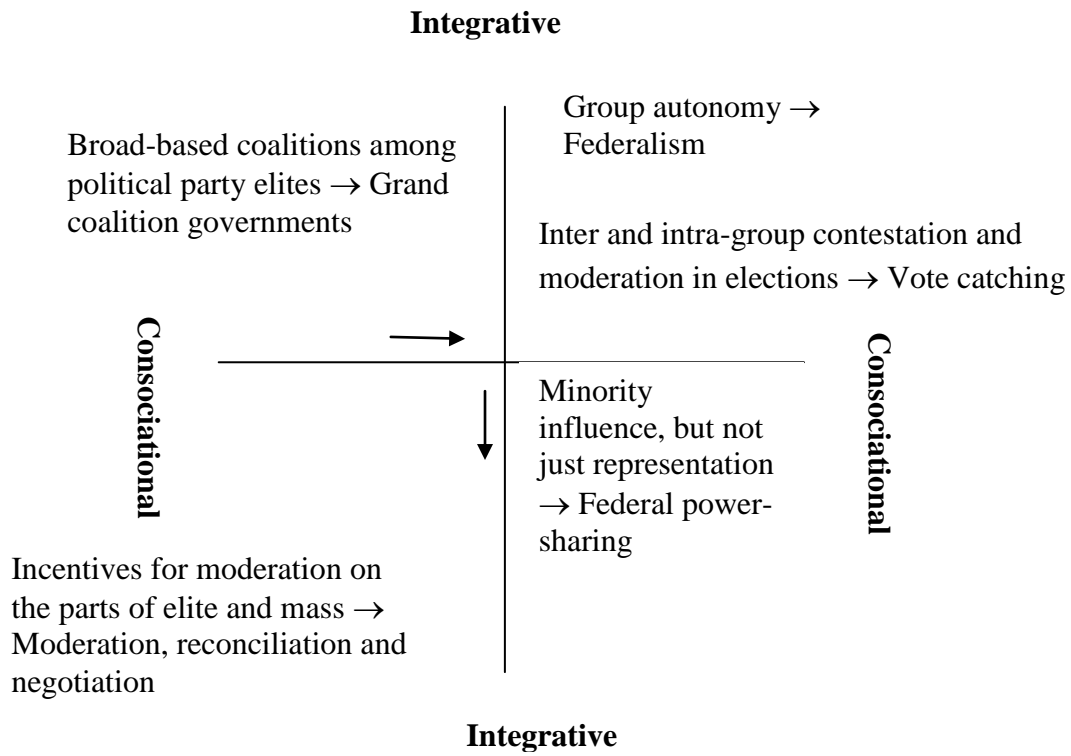 Integrative
Group autonomy →
Federalism
Broad-based coalitions among
political party elites → Grand
coalition governments
Inter and intra-group contestation and
moderation in elections → Vote catching
Consociational
Consociational
Minority
influence, but not
just representation
→ Federal power-
sharing
Incentives for moderation on
the parts of elite and mass →
Moderation, reconciliation and
negotiation
Integrative